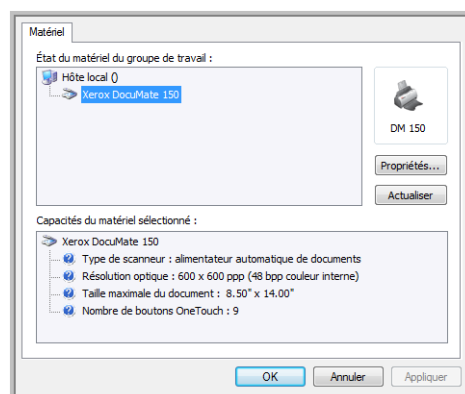 Matériel
État du matériel du groupe de travail :
Hôte local ()
Xerox DocuMate 150
DM 150
Propriétés...
Actualiser
Capacités du matériel sélectionné :
Xerox DocuMate 150
Type de scanneur : alimentateur automatique de documents
Résolution optique : 600 x 600 ppp (48 bpp couleur interne)
Taille maximale du document : 8.50" x 14.00"
Nombre de boutons OneTouch : 9
OK Annuler Appliquer